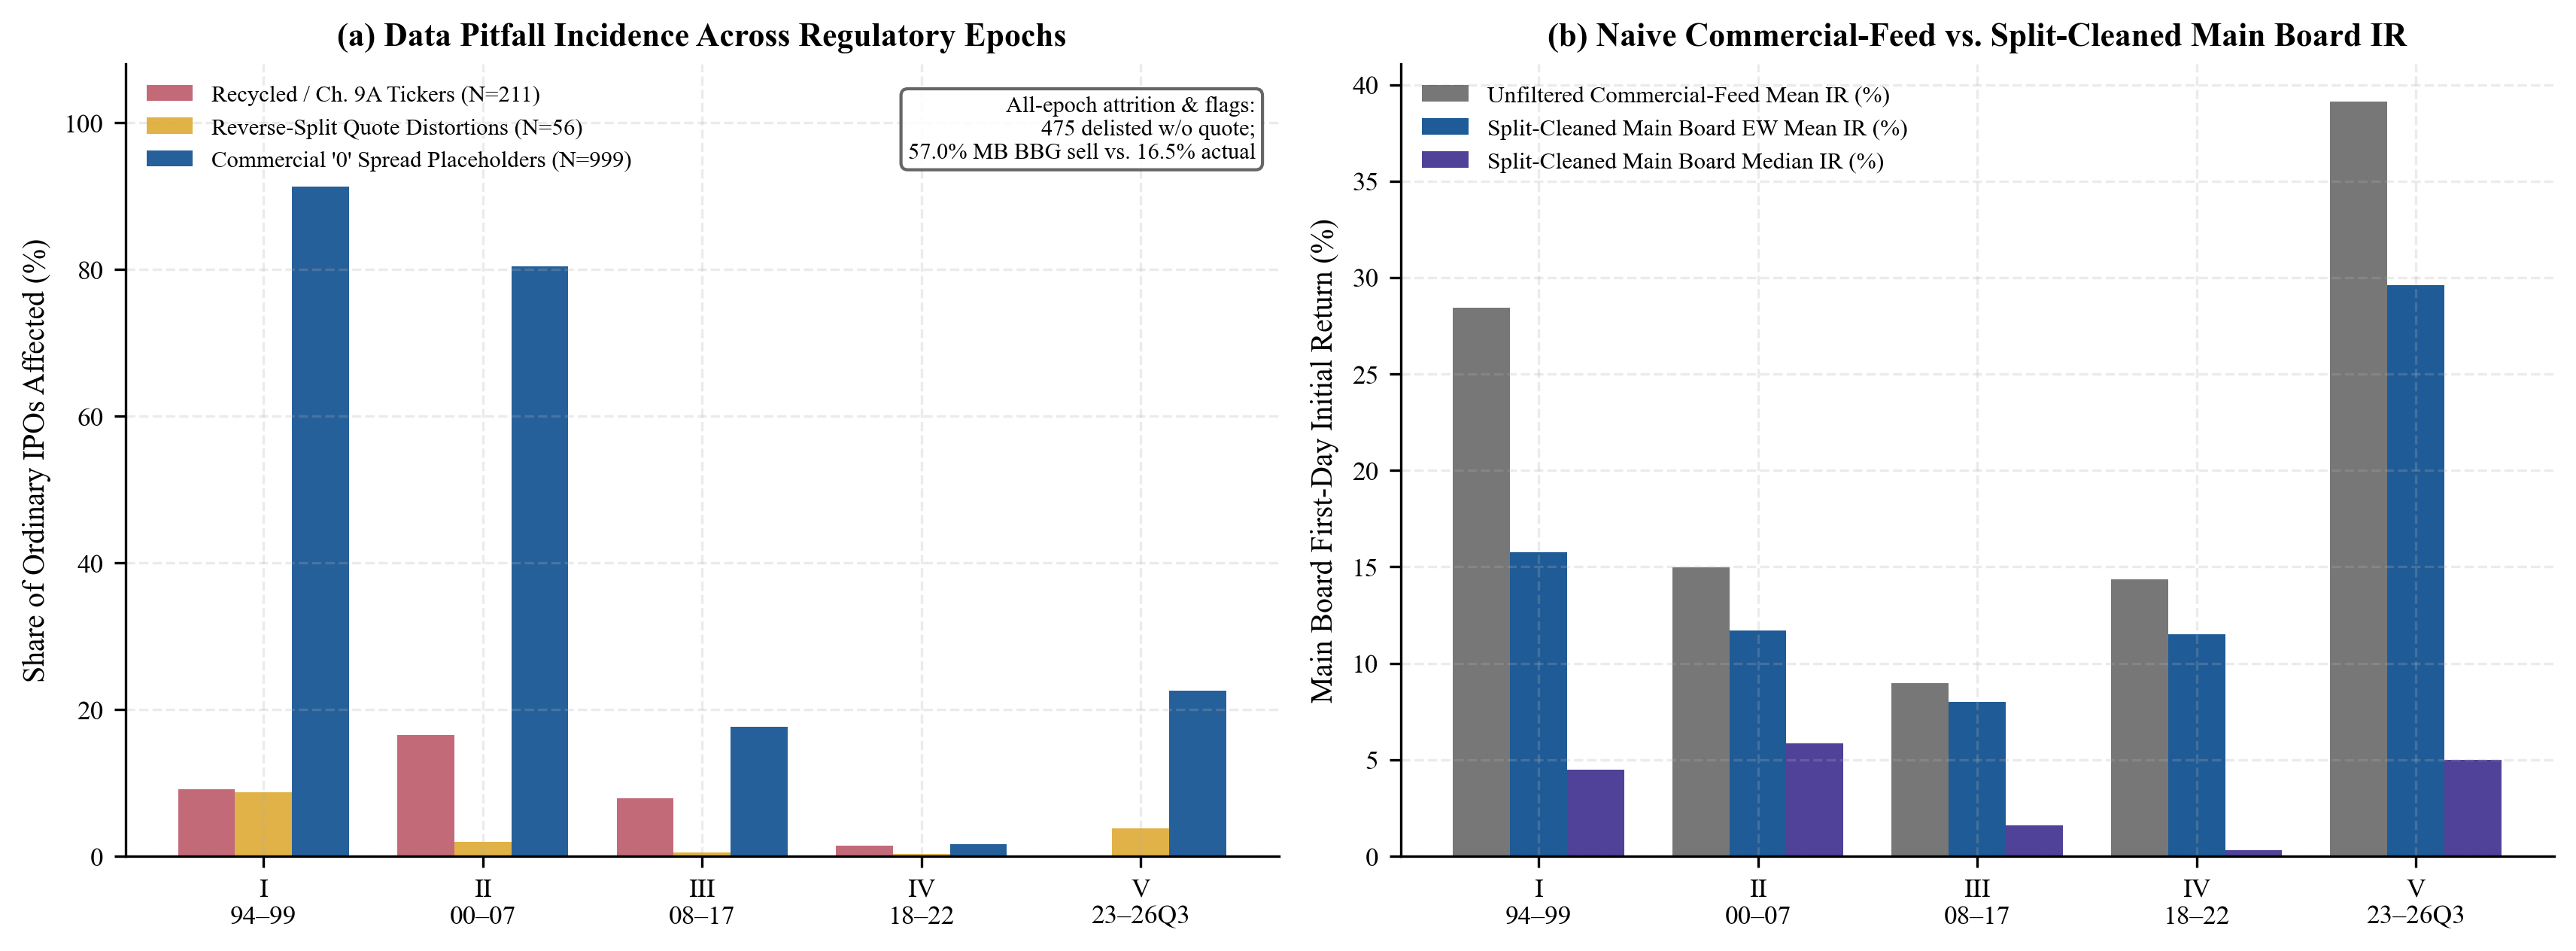 (a) Data Pitfall Incidence Across Regulatory Epochs
Recycled / Ch. 9A Tickers (N=211)
Reverse-Split Quote Distortions (N=56)
Commercial '0' Spread Placeholders (N=999)
All-epoch attrition & flags:
475 delisted w/o quote;
57.0% MB BBG sell vs. 16.5% actual
Share of Ordinary IPOs Affected (%)
100
80
60
40
20
0
I
94–99
II
00–07
III
08–17
IV
18–22
V
23–26Q3
(b) Naive Commercial-Feed vs. Split-Cleaned Main Board IR
Unfiltered Commercial-Feed Mean IR (%)
Split-Cleaned Main Board EW Mean IR (%)
Split-Cleaned Main Board Median IR (%)
Main Board First-Day Initial Return (%)
40
35
30
25
20
15
10
5
0
I
94–99
II
00–07
III
08–17
IV
18–22
V
23–26Q3